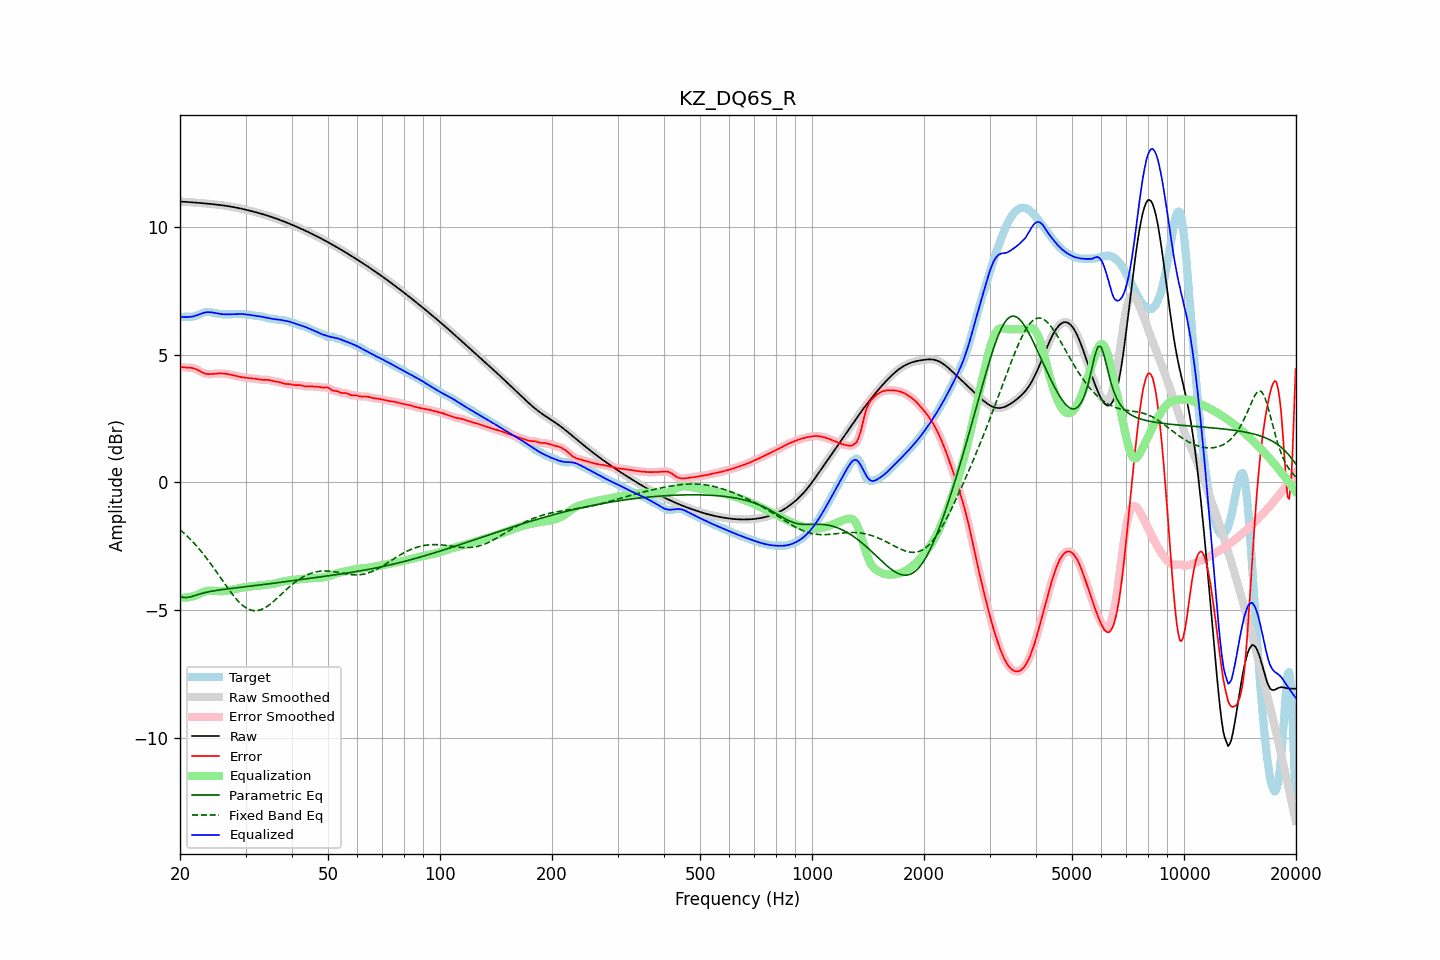 KZ_DQ6S_R
Amplitude (dBr)
10
5
0
−5
−10
Target
Raw Smoothed
Error Smoothed
Raw
Error
Equalization
Parametric Eq
Fixed Band Eq
Equalized
20 50 100 200 500 1000 2000 5000 10000 20000
Frequency (Hz)